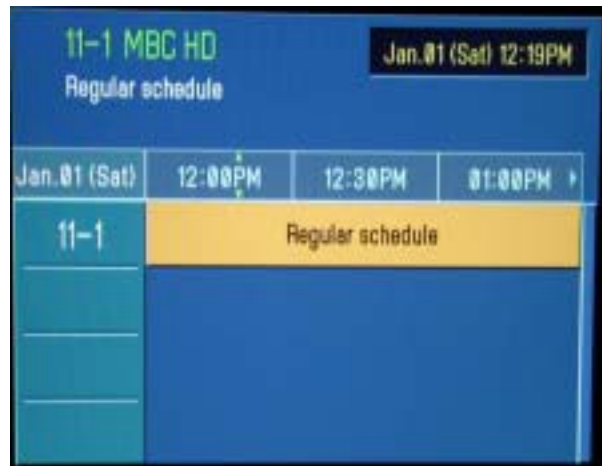 11-1 MBC HD
Jan.01 (Sat) 12:19PM
Regular schedule
Jan.01 (Sat) 12:00PM 12:30PM 01:00PM
11-1 Regular schedule